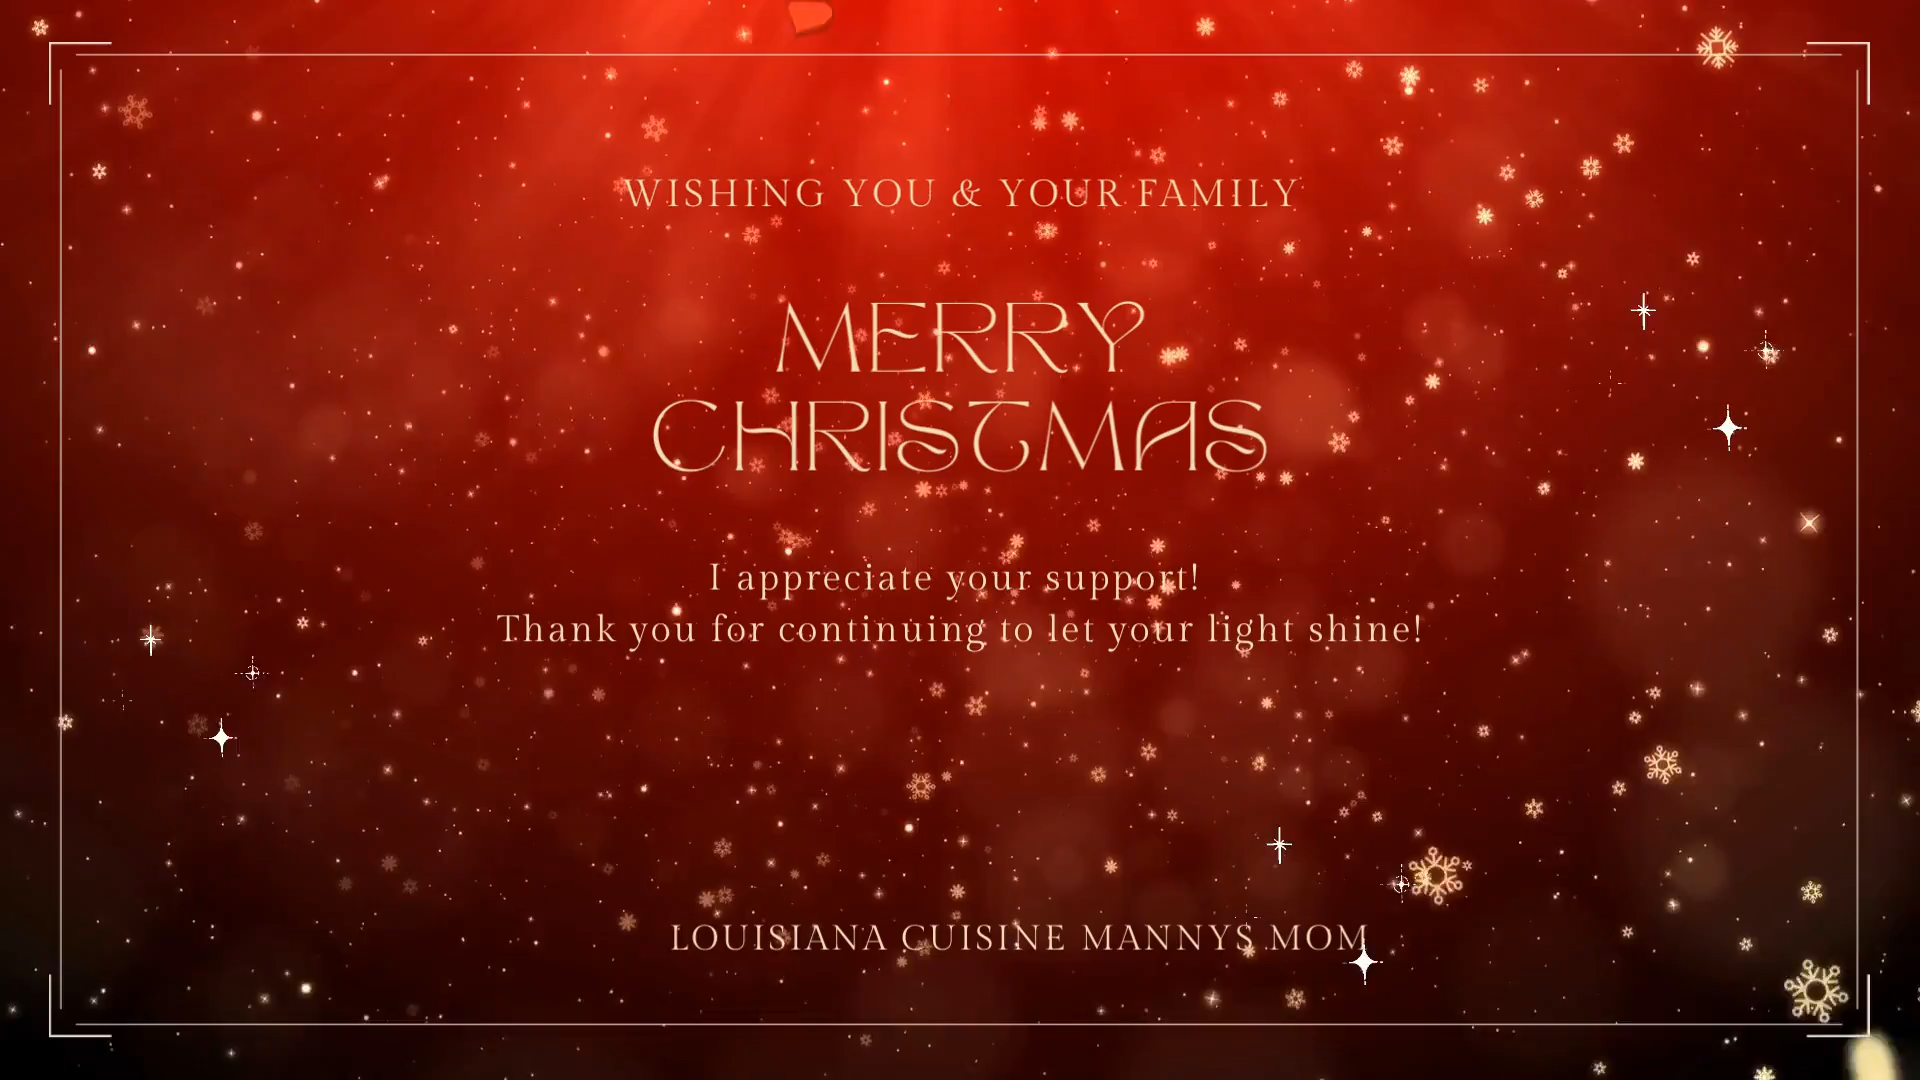 WISHING YOU & YOUR FAMILY
MERRY
CHRISTMAS
I appreciate your support!
Thank you for continuing to let your light shine!
LOUISIANA CUISINE MANNYS MOM